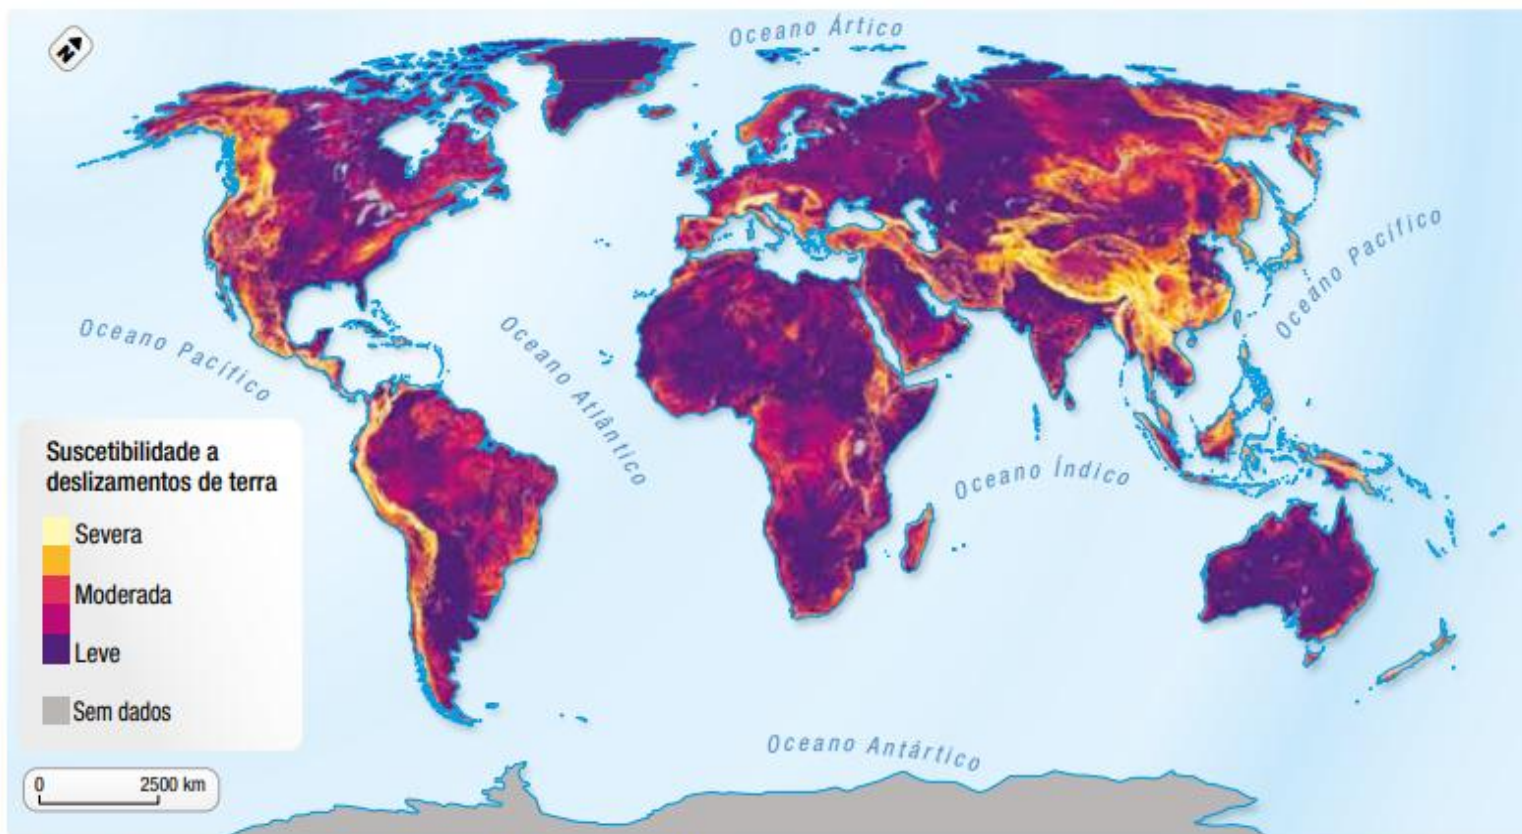 N
Oceano Ártico
Oceano Pacífico
Oceano Pacífico
Oceano Atlântico
Oceano Índico
Oceano Antártico
Suscetibilidade a
deslizamentos de terra
Severa
Moderada
Leve
Sem dados
0 2500 km